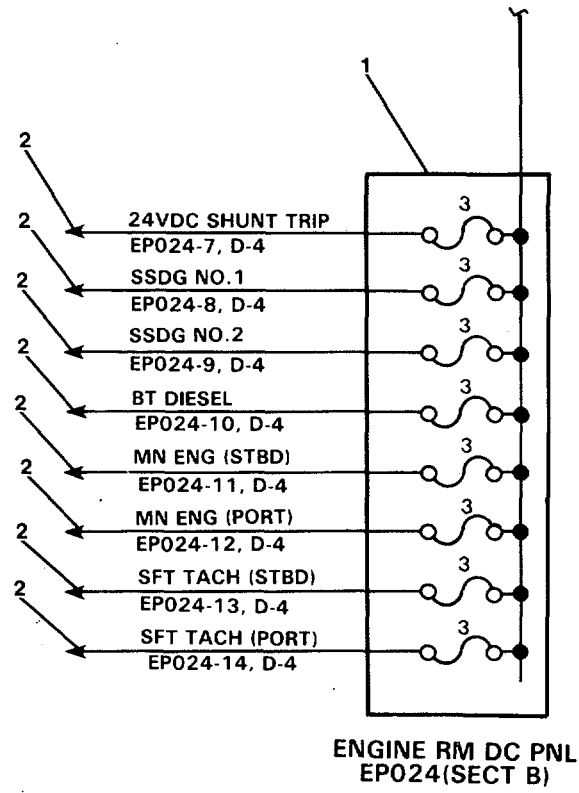 1
2
3
24VDC SHUNT TRIP
EP024-7, D-4
2
3
SSDG NO.1
EP024-8, D-4
2
3
SSDG NO.2
EP024-9, D-4
2
3
BT DIESEL
EP024-10, D-4
2
3
MN ENG (STBD)
EP024-11, D-4
2
3
MN ENG (PORT)
EP024-12, D-4
2
3
SFT TACH (STBD)
EP024-13, D-4
2
3
SFT TACH (PORT)
EP024-14, D-4
ENGINE RM DC PNL
EP024(SECT B)